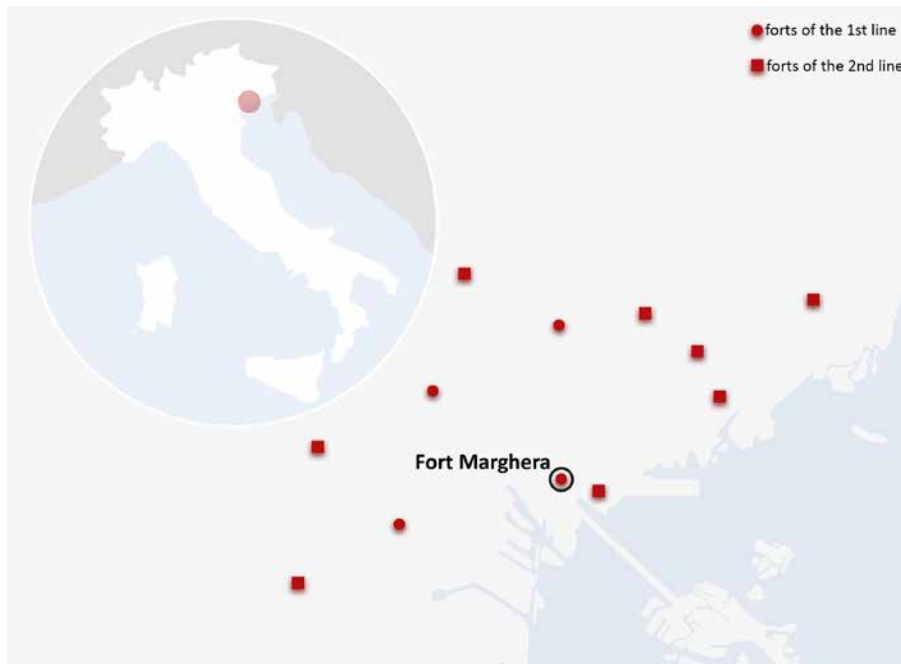 forts of the 1st line
forts of the 2nd line
Fort Marghera